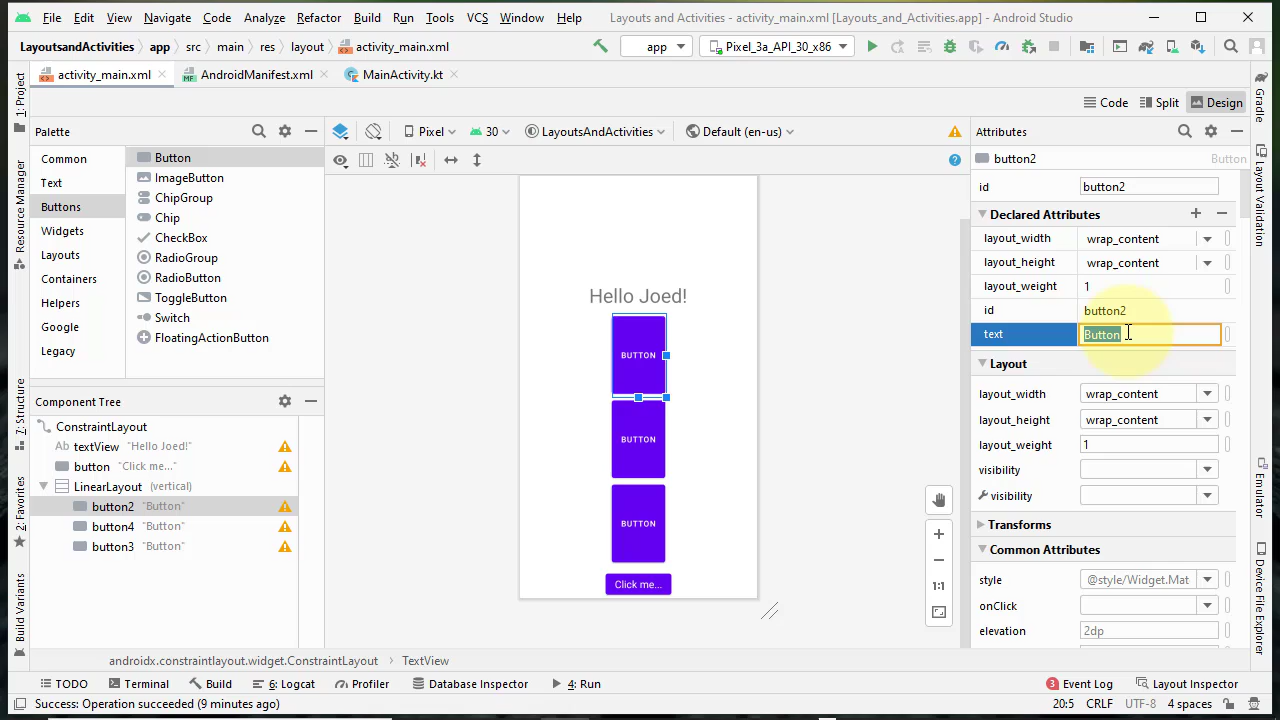 File Edit View Navigate Code Analyze Refactor Build Run Tools VCS Window Help Layouts and Activities - activity_main.xml [Layouts_and_Activities.app] - Android Studio
LayoutsandActivities app src main res layout activity_main.xml app Pixel_3a_API_30_x86
activity_main.xml AndroidManifest.xml MainActivity.kt
Code Split Design
Palette Pixel 30 LayoutsAndActivities Default (en-us) Attributes
Common
Text
Buttons
Widgets
Layouts
Containers
Helpers
Google
Legacy
Button
ImageButton
ChipGroup
Chip
CheckBox
RadioGroup
RadioButton
ToggleButton
Switch
FloatingActionButton
Component Tree
ConstraintLayout
Ab textView "Hello Joed!"
button "Click me..."
LinearLayout (vertical)
button2 "Button"
button4 "Button"
button3 "Button"
Hello Joed!
BUTTON
BUTTON
BUTTON
Click me...
1:1
button2 Button
id button2
Declared Attributes
layout_width wrap_content
layout_height wrap_content
layout_weight 1
id button2
text Button
Layout
layout_width wrap_content
layout_height wrap_content
layout_weight 1
visibility
visibility
Transforms
Common Attributes
style @style/Widget.Mat
onClick
elevation 2dp
1: Project
Resource Manager
7: Structure
2: Favorites
Build Variants
Gradle
Layout Validation
Emulator
Device File Explorer
androidx.constraintlayout.widget.ConstraintLayout TextView
TODO Terminal Build 6: Logcat Profiler Database Inspector 4: Run 3 Event Log Layout Inspector
Success: Operation succeeded (9 minutes ago) 20:5 CRLF UTF-8 4 spaces